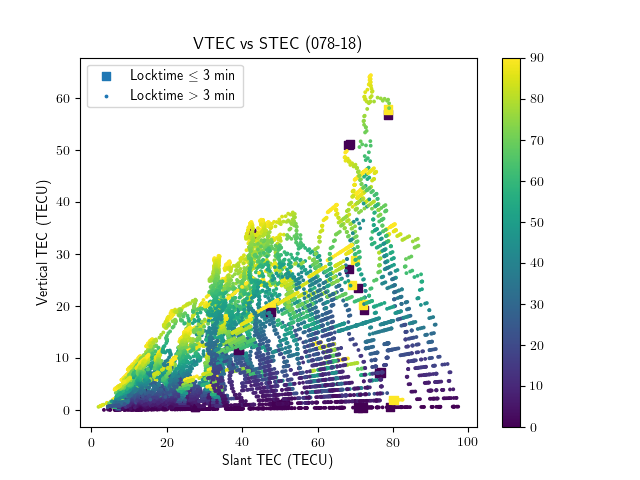 VTEC vs STEC (078-18)
Locktime ≤ 3 min
Locktime > 3 min
Vertical TEC (TECU)
60
50
40
30
20
10
0
0 20 40 60 80 100
Slant TEC (TECU)
90
80
70
60
50
40
30
20
10
0